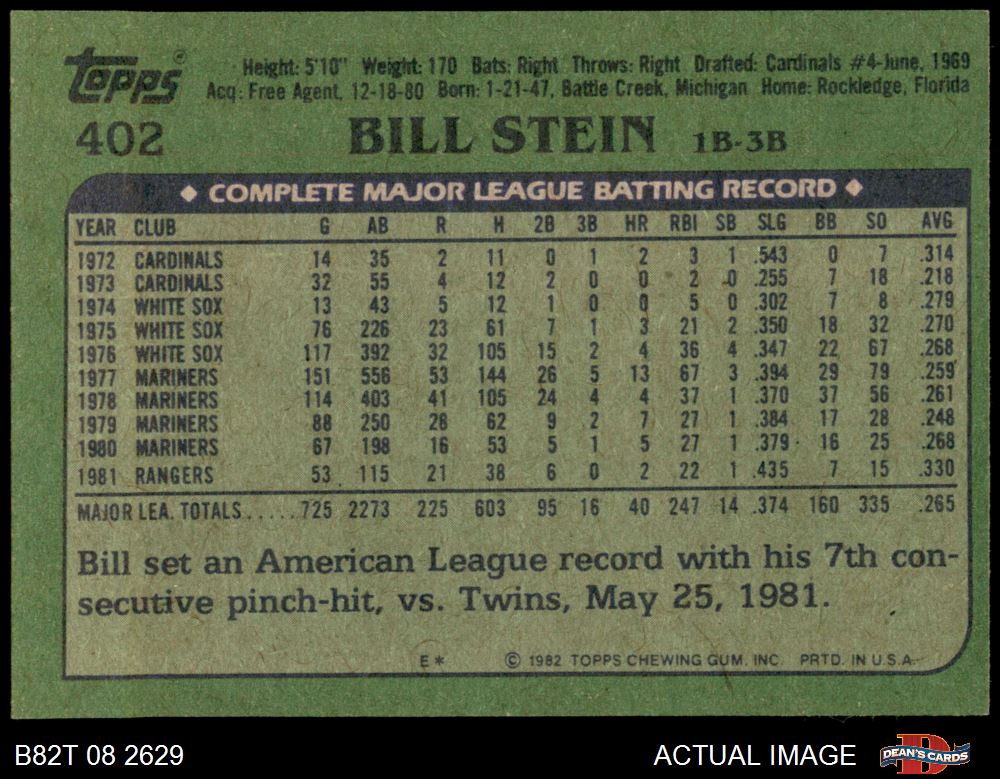 topps®
Height: 5'10" Weight: 170 Bats: Right Throws: Right Drafted: Cardinals #4-June, 1969
Acq: Free Agent, 12-18-80 Born: 1-21-47, Battle Creek, Michigan Home: Rockledge, Florida
402 BILL STEIN 1B-3B
◆ COMPLETE MAJOR LEAGUE BATTING RECORD ◆
YEAR CLUB G AB R H 2B 3B HR RBI SB SLG BB SO AVG
1972 CARDINALS 14 35 2 11 0 1 2 3 1 .543 0 7 .314
1973 CARDINALS 32 55 4 12 2 0 0 2 0 .255 7 18 .218
1974 WHITE SOX 13 43 5 12 1 0 0 5 0 .302 7 8 .279
1975 WHITE SOX 76 226 23 61 7 1 3 21 2 .350 18 32 .270
1976 WHITE SOX 117 392 32 105 15 2 4 36 4 .347 22 67 .268
1977 MARINERS 151 556 53 144 26 5 13 67 3 .394 29 79 .259
1978 MARINERS 114 403 41 105 24 4 4 37 1 .370 37 56 .261
1979 MARINERS 88 250 28 62 9 2 7 27 1 .384 17 28 .248
1980 MARINERS 67 198 16 53 5 1 5 27 1 .379 16 25 .268
1981 RANGERS 53 115 21 38 6 0 2 22 1 .435 7 15 .330
MAJOR LEA. TOTALS..... 725 2273 225 603 95 16 40 247 14 .374 160 335 .265
Bill set an American League record with his 7th con-
secutive pinch-hit, vs. Twins, May 25, 1981.
E* © 1982 TOPPS CHEWING GUM, INC. PRTD. IN U.S.A.
B82T 08 2629 ACTUAL IMAGE DEAN'S CARDS